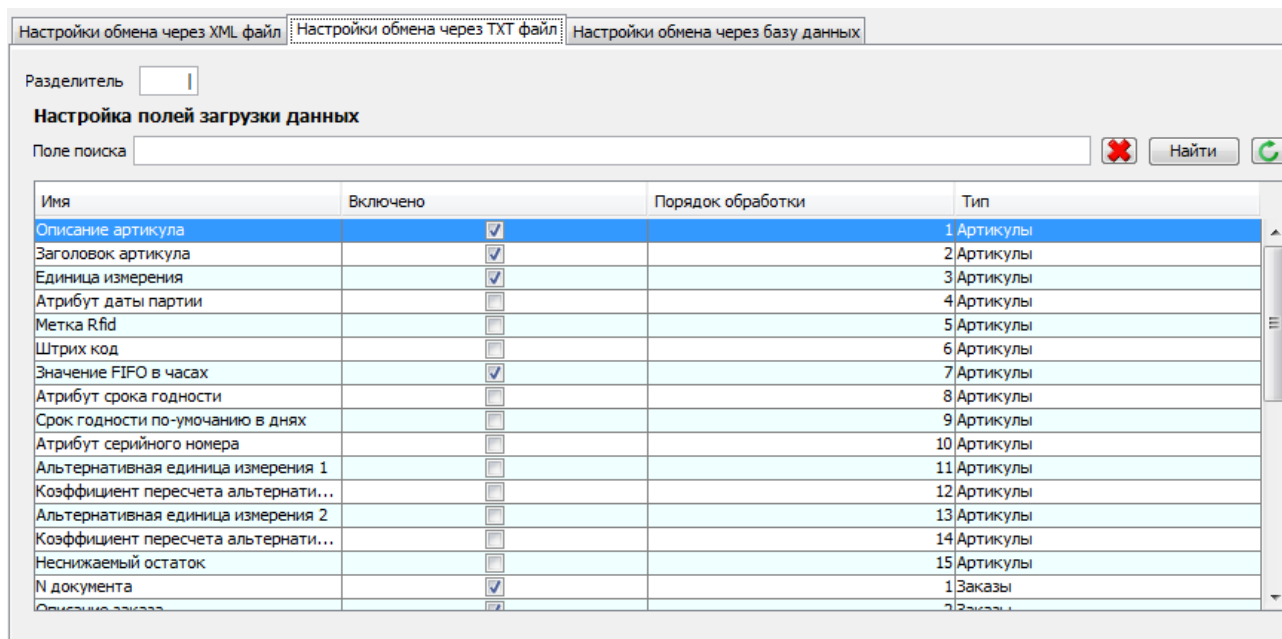 Настройки обмена через XML файл Настройки обмена через TXT файл Настройки обмена через базу данных
Разделитель |
Настройка полей загрузки данных
Поле поиска Найти
Имя Включено Порядок обработки Тип
Описание артикула 1 Артикулы
Заголовок артикула 2 Артикулы
Единица измерения 3 Артикулы
Атрибут даты партии 4 Артикулы
Метка Rfid 5 Артикулы
Штрих код 6 Артикулы
Значение FIFO в часах 7 Артикулы
Атрибут срока годности 8 Артикулы
Срок годности по-умочанию в днях 9 Артикулы
Атрибут серийного номера 10 Артикулы
Альтернативная единица измерения 1 11 Артикулы
Коэффициент пересчета альтернати... 12 Артикулы
Альтернативная единица измерения 2 13 Артикулы
Коэффициент пересчета альтернати... 14 Артикулы
Неснижаемый остаток 15 Артикулы
N документа 1 Заказы
Описание заказа 2 Заказы